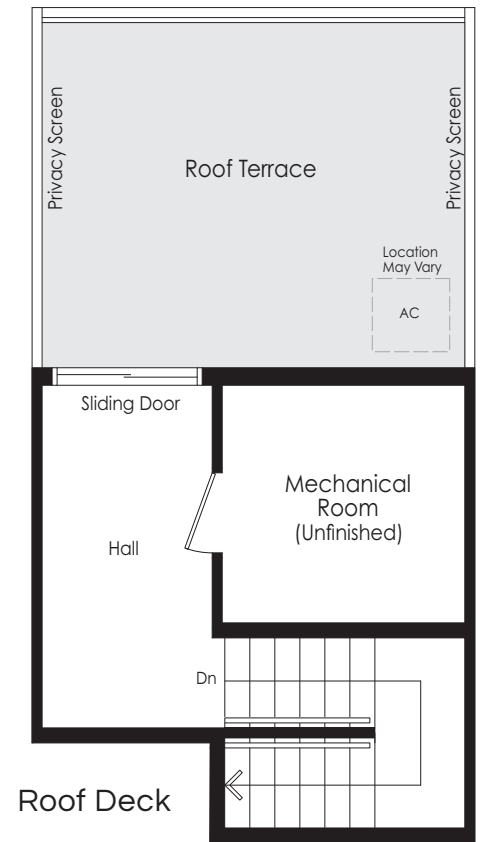 Privacy Screen
Roof Terrace
Privacy Screen
Location
May Vary
AC
Sliding Door
Mechanical
Room
(Unfinished)
Hall
Dn
Roof Deck